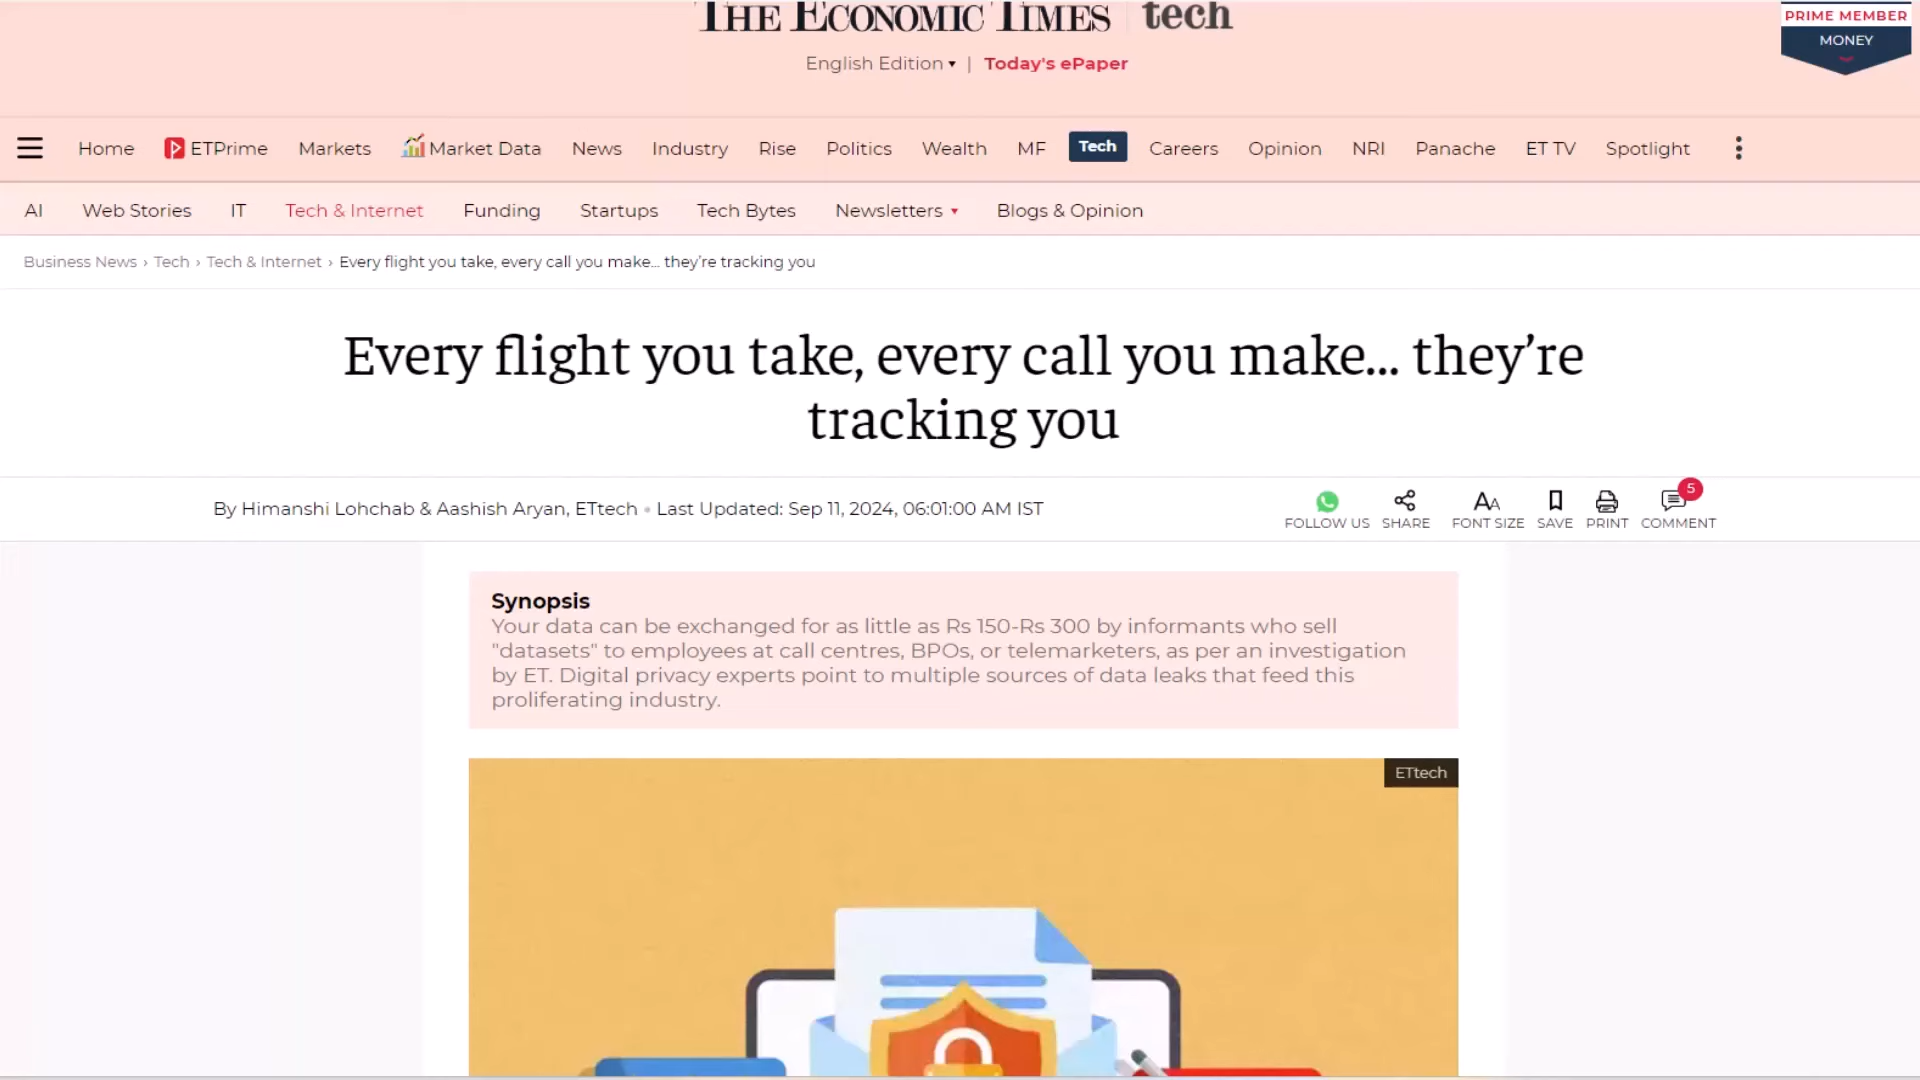 THE ECONOMIC TIMES | tech
PRIME MEMBER
MONEY
English Edition ▾ | Today's ePaper
Home ETPrime Markets Market Data News Industry Rise Politics Wealth MF Tech Careers Opinion NRI Panache ET TV Spotlight
AI Web Stories IT Tech & Internet Funding Startups Tech Bytes Newsletters ▾ Blogs & Opinion
Business News › Tech › Tech & Internet › Every flight you take, every call you make… they’re tracking you
Every flight you take, every call you make… they’re
tracking you
By Himanshi Lohchab & Aashish Aryan, ETtech • Last Updated: Sep 11, 2024, 06:01:00 AM IST
5
FOLLOW US SHARE FONT SIZE SAVE PRINT COMMENT
Synopsis
Your data can be exchanged for as little as Rs 150-Rs 300 by informants who sell
"datasets" to employees at call centres, BPOs, or telemarketers, as per an investigation
by ET. Digital privacy experts point to multiple sources of data leaks that feed this
proliferating industry.
ETtech